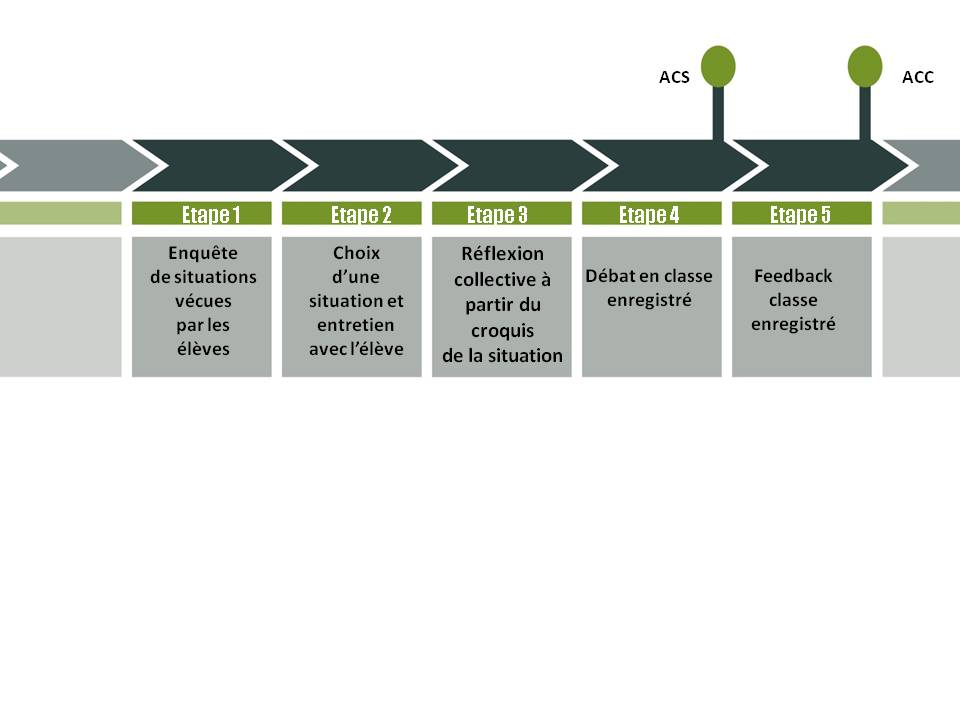 ACS
ACC
Etape 1
Etape 2
Etape 3
Etape 4
Etape 5
Enquête
de situations
vécues
par les
élèves
Choix
d’une
situation et
entretien
avec l’élève
Réflexion
collective à
partir du
croquis
de la situation
Débat en classe
enregistré
Feedback
classe
enregistré